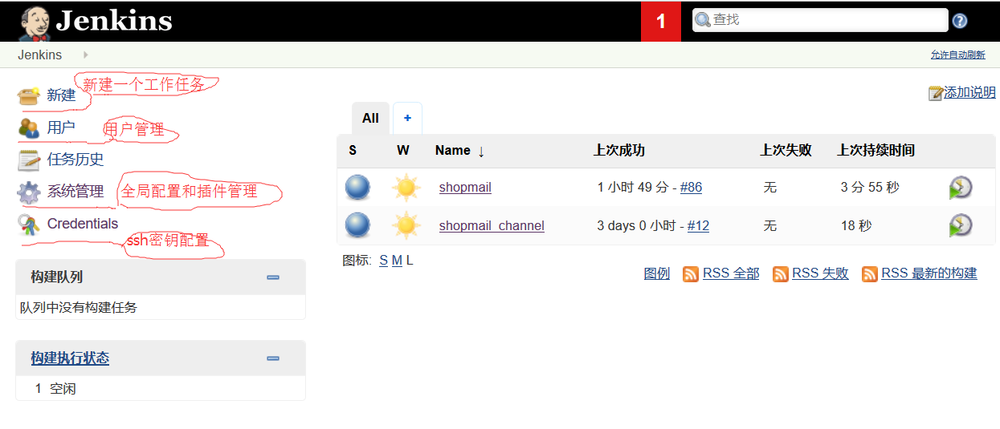 Jenkins
1
查找
Jenkins
允许自动刷新
新建 新建一个工作任务
添加说明
用户 用户管理
All +
任务历史
S W Name ↓ 上次成功 上次失败 上次持续时间
系统管理 全局配置和插件管理
shopmail 1 小时 49 分 - #86 无 3 分 55 秒
Credentials
ssh密钥配置
shopmail_channel 3 days 0 小时 - #12 无 18 秒
图标: S M L
图例 RSS 全部 RSS 失败 RSS 最新的构建
构建队列
队列中没有构建任务
构建执行状态
1 空闲